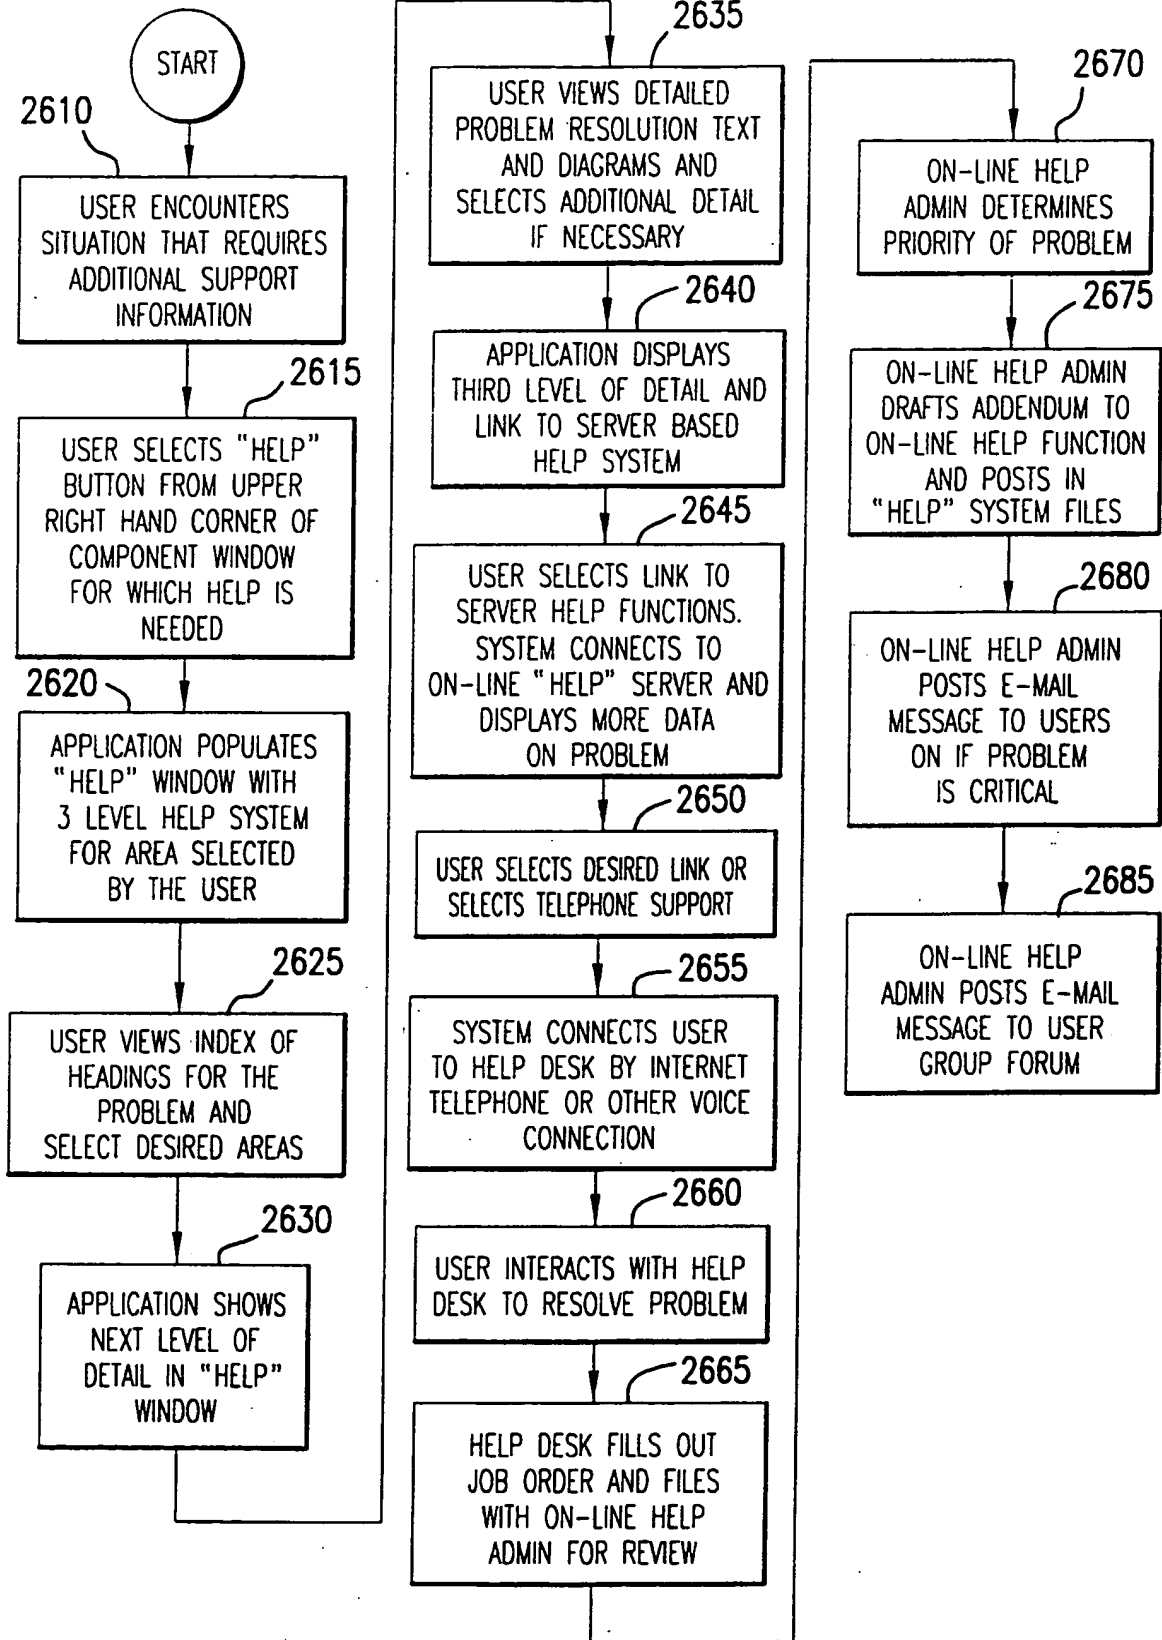 START
2610
USER ENCOUNTERS
SITUATION THAT REQUIRES
ADDITIONAL SUPPORT
INFORMATION
2615
USER SELECTS "HELP"
BUTTON FROM UPPER
RIGHT HAND CORNER OF
COMPONENT WINDOW
FOR WHICH HELP IS
NEEDED
2620
APPLICATION POPULATES
"HELP" WINDOW WITH
3 LEVEL HELP SYSTEM
FOR AREA SELECTED
BY THE USER
2625
USER VIEWS INDEX OF
HEADINGS FOR THE
PROBLEM AND
SELECT DESIRED AREAS
2630
APPLICATION SHOWS
NEXT LEVEL OF
DETAIL IN "HELP"
WINDOW
2635
USER VIEWS DETAILED
PROBLEM RESOLUTION TEXT
AND DIAGRAMS AND
SELECTS ADDITIONAL DETAIL
IF NECESSARY
2640
APPLICATION DISPLAYS
THIRD LEVEL OF DETAIL AND
LINK TO SERVER BASED
HELP SYSTEM
2645
USER SELECTS LINK TO
SERVER HELP FUNCTIONS.
SYSTEM CONNECTS TO
ON-LINE "HELP" SERVER AND
DISPLAYS MORE DATA
ON PROBLEM
2650
USER SELECTS DESIRED LINK OR
SELECTS TELEPHONE SUPPORT
2655
SYSTEM CONNECTS USER
TO HELP DESK BY INTERNET
TELEPHONE OR OTHER VOICE
CONNECTION
2660
USER INTERACTS WITH HELP
DESK TO RESOLVE PROBLEM
2665
HELP DESK FILLS OUT
JOB ORDER AND FILES
WITH ON-LINE HELP
ADMIN FOR REVIEW
2670
ON-LINE HELP
ADMIN DETERMINES
PRIORITY OF PROBLEM
2675
ON-LINE HELP ADMIN
DRAFTS ADDENDUM TO
ON-LINE HELP FUNCTION
AND POSTS IN
"HELP" SYSTEM FILES
2680
ON-LINE HELP ADMIN
POSTS E-MAIL
MESSAGE TO USERS
ON IF PROBLEM
IS CRITICAL
2685
ON-LINE HELP
ADMIN POSTS E-MAIL
MESSAGE TO USER
GROUP FORUM